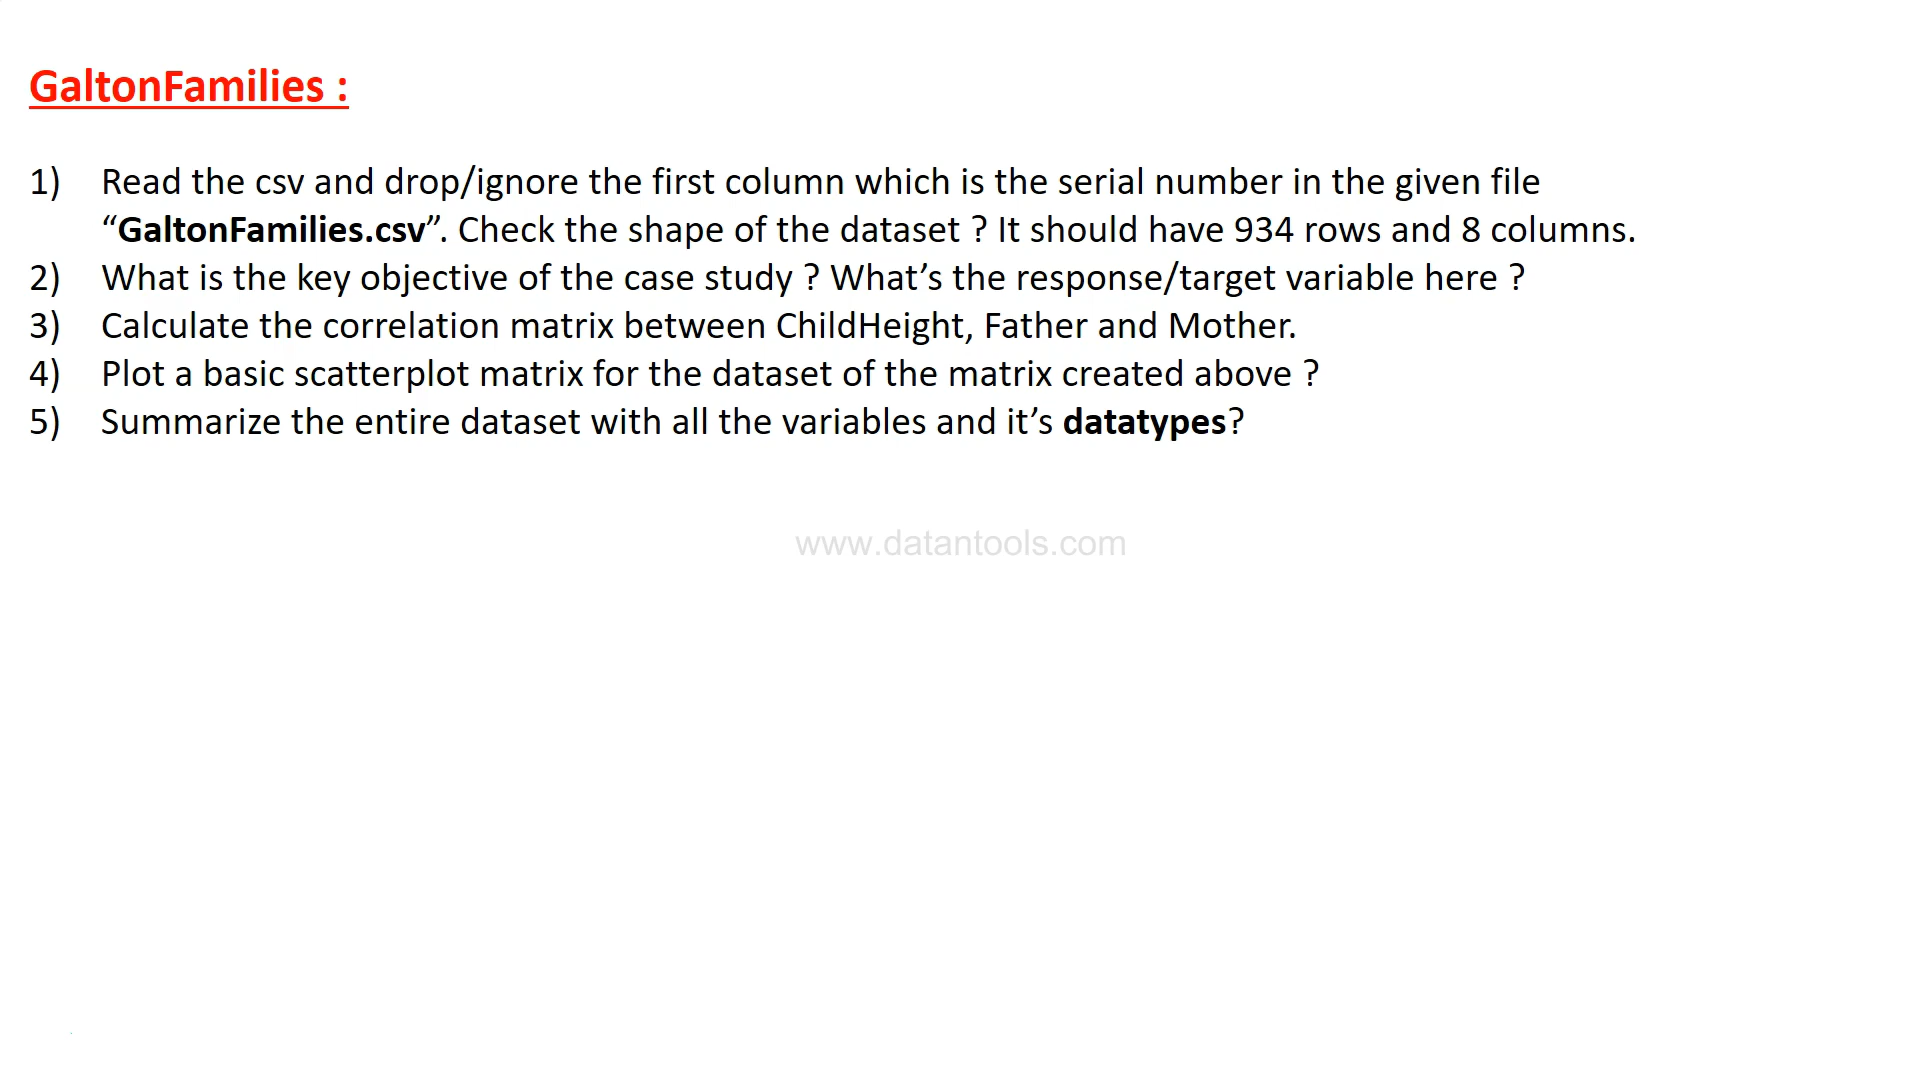 GaltonFamilies :
1) Read the csv and drop/ignore the first column which is the serial number in the given file
“GaltonFamilies.csv”. Check the shape of the dataset ? It should have 934 rows and 8 columns.
2) What is the key objective of the case study ? What’s the response/target variable here ?
3) Calculate the correlation matrix between ChildHeight, Father and Mother.
4) Plot a basic scatterplot matrix for the dataset of the matrix created above ?
5) Summarize the entire dataset with all the variables and it’s datatypes?
www.datantools.com